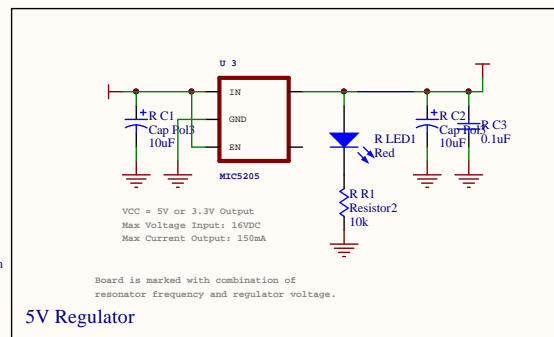 U 3
IN
GND
EN
MIC5205
R C1
Cap Pol3
10uF
R LED1
Red
R R1
Resistor2
10k
R C2
Cap Pol3
10uF
R C3
0.1uF
VCC = 5V or 3.3V Output
Max Voltage Input: 16VDC
Max Current Output: 150mA
Board is marked with combination of
resonator frequency and regulator voltage.
5V Regulator